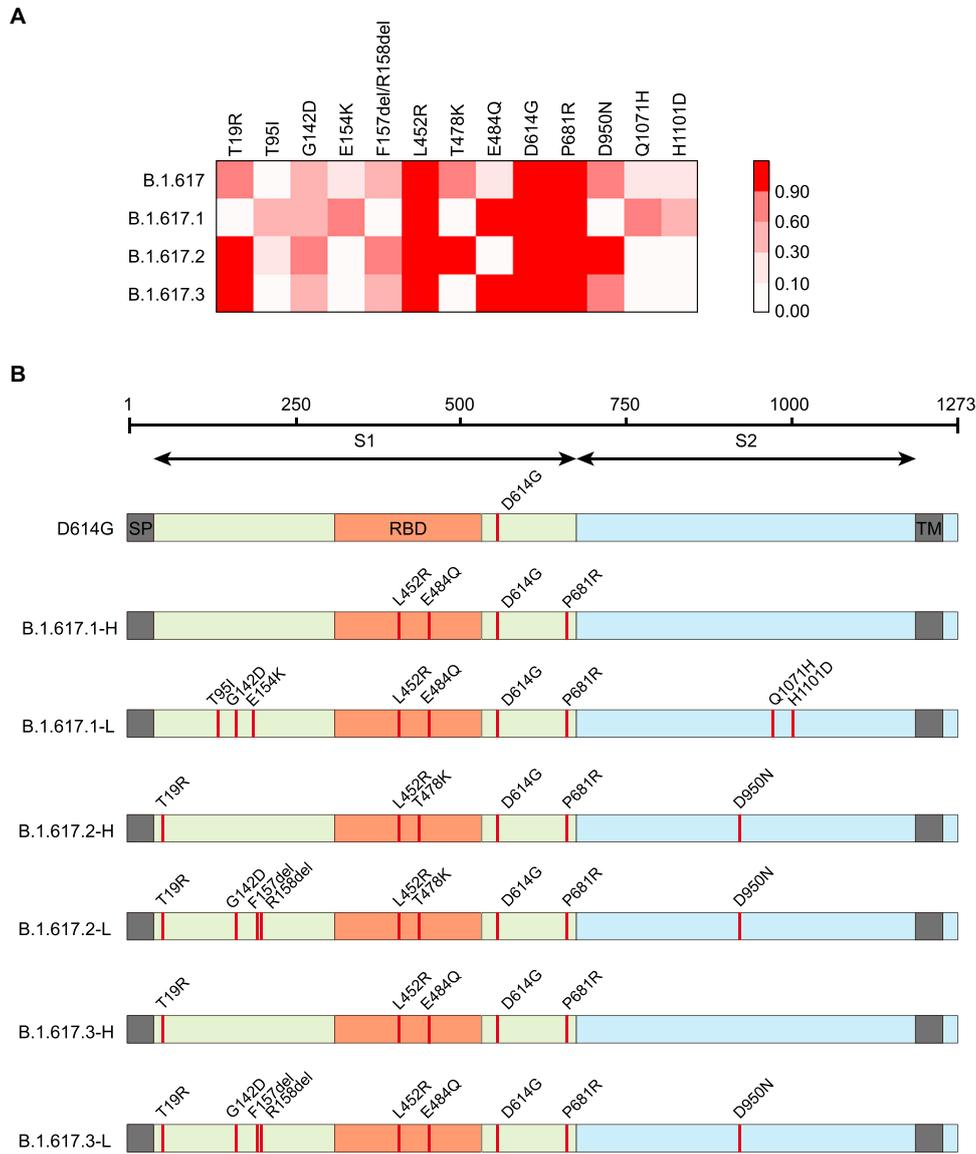 A
T19R T95I G142D E154K F157del/R158del L452R T478K E484Q D614G P681R D950N Q1071H H1101D
B.1.617
B.1.617.1
B.1.617.2
B.1.617.3
0.90
0.60
0.30
0.10
0.00
B
1 250 500 750 1000 1273
S1 S2
D614G
D614G SP RBD TM
L452R E484Q D614G P681R
B.1.617.1-H
T95I G142D E154K L452R E484Q D614G P681R Q1071H H1101D
B.1.617.1-L
T19R L452R T478K D614G P681R D950N
B.1.617.2-H
T19R G142D F157del R158del L452R T478K D614G P681R D950N
B.1.617.2-L
T19R L452R E484Q D614G P681R
B.1.617.3-H
T19R G142D F157del R158del L452R E484Q D614G P681R D950N
B.1.617.3-L